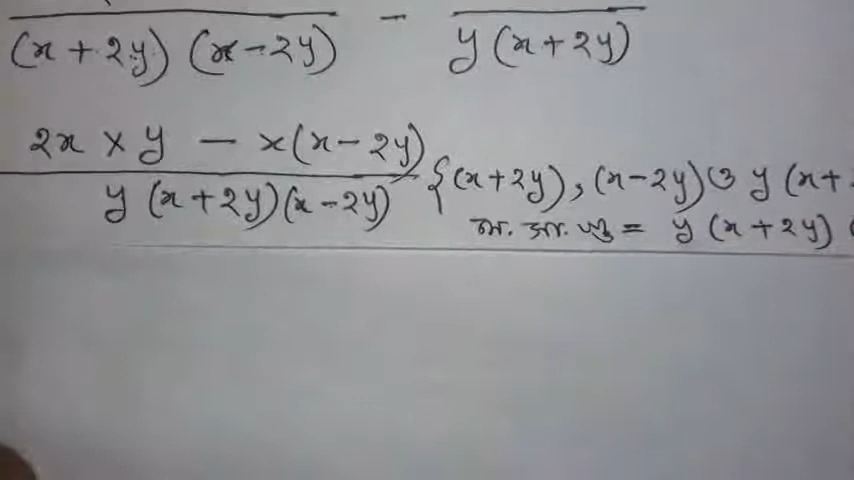 (x + 2y) (x - 2y) - y (x + 2y)
2x × y - x(x - 2y)
y (x + 2y)(x - 2y) {(x + 2y), (x - 2y) ও y (x +
ল. সা. গু = y (x + 2y) (